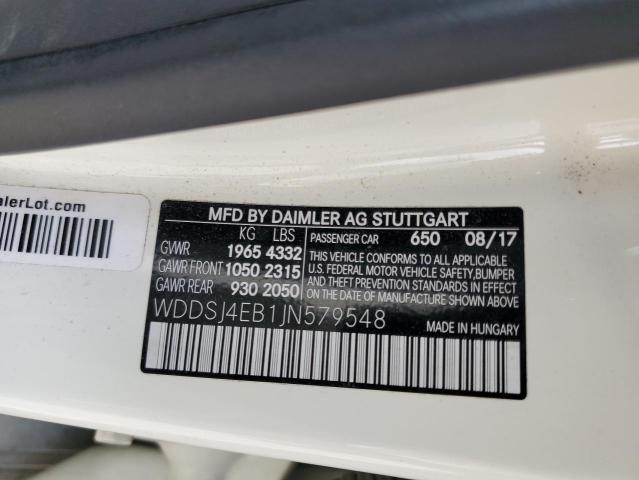 alerLot.com
MFD BY DAIMLER AG STUTTGART
KG LBS
GVWR 1965 4332
GAWR FRONT 1050 2315
GAWR REAR 930 2050
PASSENGER CAR 650 08/17
THIS VEHICLE CONFORMS TO ALL APPLICABLE
U.S. FEDERAL MOTOR VEHICLE SAFETY, BUMPER
AND THEFT PREVENTION STANDARDS IN EFFECT
ON THE DATE OF MANUFACTURE SHOWN ABOVE.
WDDSJ4EB1JN579548
MADE IN HUNGARY